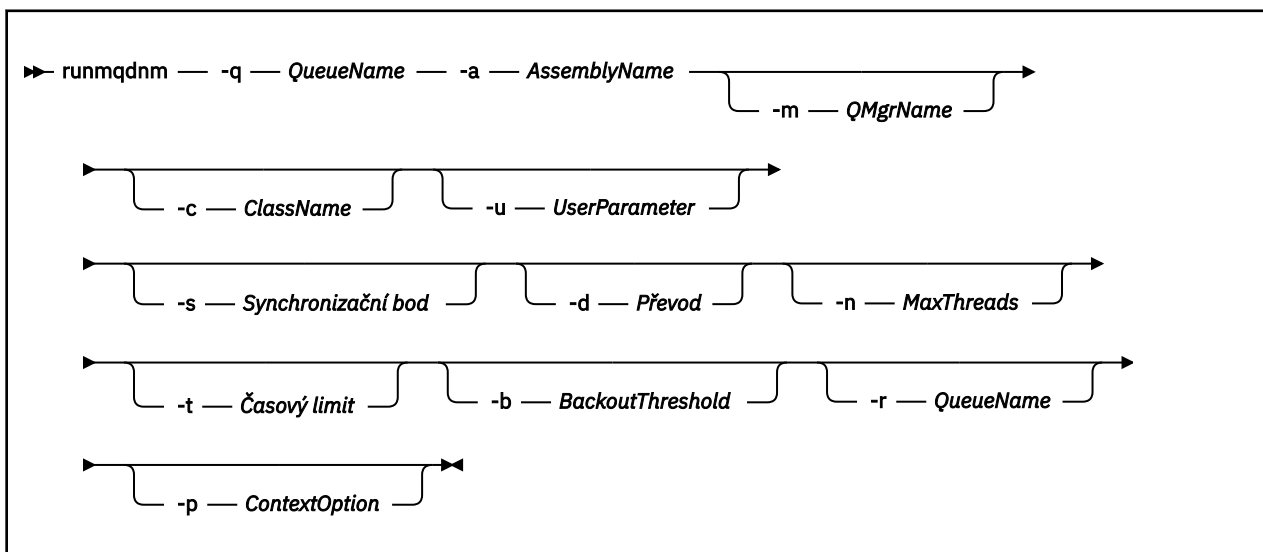 runmqdnm -q QueueName -a AssemblyName
-m QMgrName
-c ClassName -u UserParameter
-s Synchronizační bod -d Převod -n MaxThreads
-t Časový limit -b BackoutThreshold -r QueueName
-p ContextOption